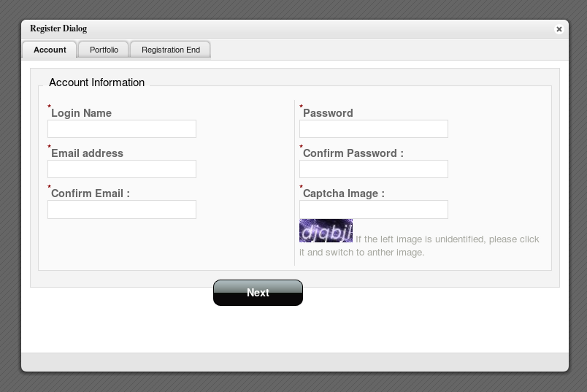 Register Dialog
Account
Portfolio
Registration End
Account Information
*Login Name
*Password
*Email address
*Confirm Password :
*Confirm Email :
*Captcha Image :
If the left image is unidentified, please click
it and switch to anther image.
Next